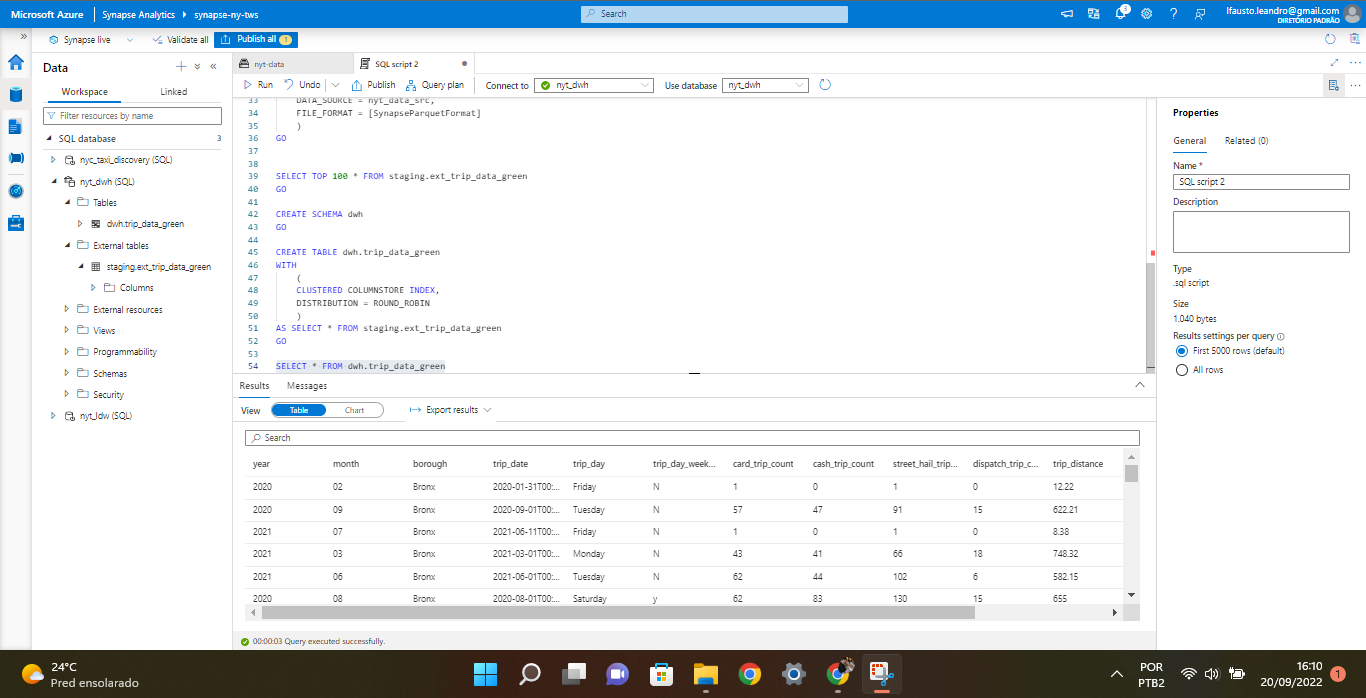 Microsoft Azure Synapse Analytics synapse-ny-tws
Search
3
lfausto.leandro@gmail.com
DIRETÓRIO PADRÃO
Synapse live
Validate all
Publish all 1
Data
Workspace
Linked
Filter resources by name
SQL database 3
nyc_taxi_discovery (SQL)
nyt_dwh (SQL)
Tables
dwh.trip_data_green
External tables
staging.ext_trip_data_green
Columns
External resources
Views
Programmability
Schemas
Security
nyt_ldw (SQL)
nyt-data
SQL script 2
Run Undo Publish Query plan Connect to nyt_dwh Use database nyt_dwh
33 DATA_SOURCE = nyt_data_src,
34 FILE_FORMAT = [SynapseParquetFormat]
35 )
36 GO
37
38
39 SELECT TOP 100 * FROM staging.ext_trip_data_green
40 GO
41
42 CREATE SCHEMA dwh
43 GO
44
45 CREATE TABLE dwh.trip_data_green
46 WITH
47 (
48 CLUSTERED COLUMNSTORE INDEX,
49 DISTRIBUTION = ROUND_ROBIN
50 )
51 AS SELECT * FROM staging.ext_trip_data_green
52 GO
53
54 SELECT * FROM dwh.trip_data_green
Results Messages
View Table Chart Export results
Search
year month borough trip_date trip_day trip_day_week... card_trip_count cash_trip_count street_hail_trip... dispatch_trip_c... trip_distance
2020 02 Bronx 2020-01-31T00:... Friday N 1 0 1 0 12.22
2020 09 Bronx 2020-09-01T00:... Tuesday N 57 47 91 15 622.21
2021 07 Bronx 2021-06-11T00:... Friday N 1 0 1 0 8.38
2021 03 Bronx 2021-03-01T00:... Monday N 43 41 66 18 748.32
2021 06 Bronx 2021-06-01T00:... Tuesday N 62 44 102 6 582.15
2020 08 Bronx 2020-08-01T00:... Saturday y 62 83 130 15 655
00:00:03 Query executed successfully.
Properties
General Related (0)
Name *
SQL script 2
Description
Type
.sql script
Size
1.040 bytes
Results settings per query
First 5000 rows (default)
All rows
24°C
Pred ensolarado
POR
PTB2
16:10
20/09/2022
1